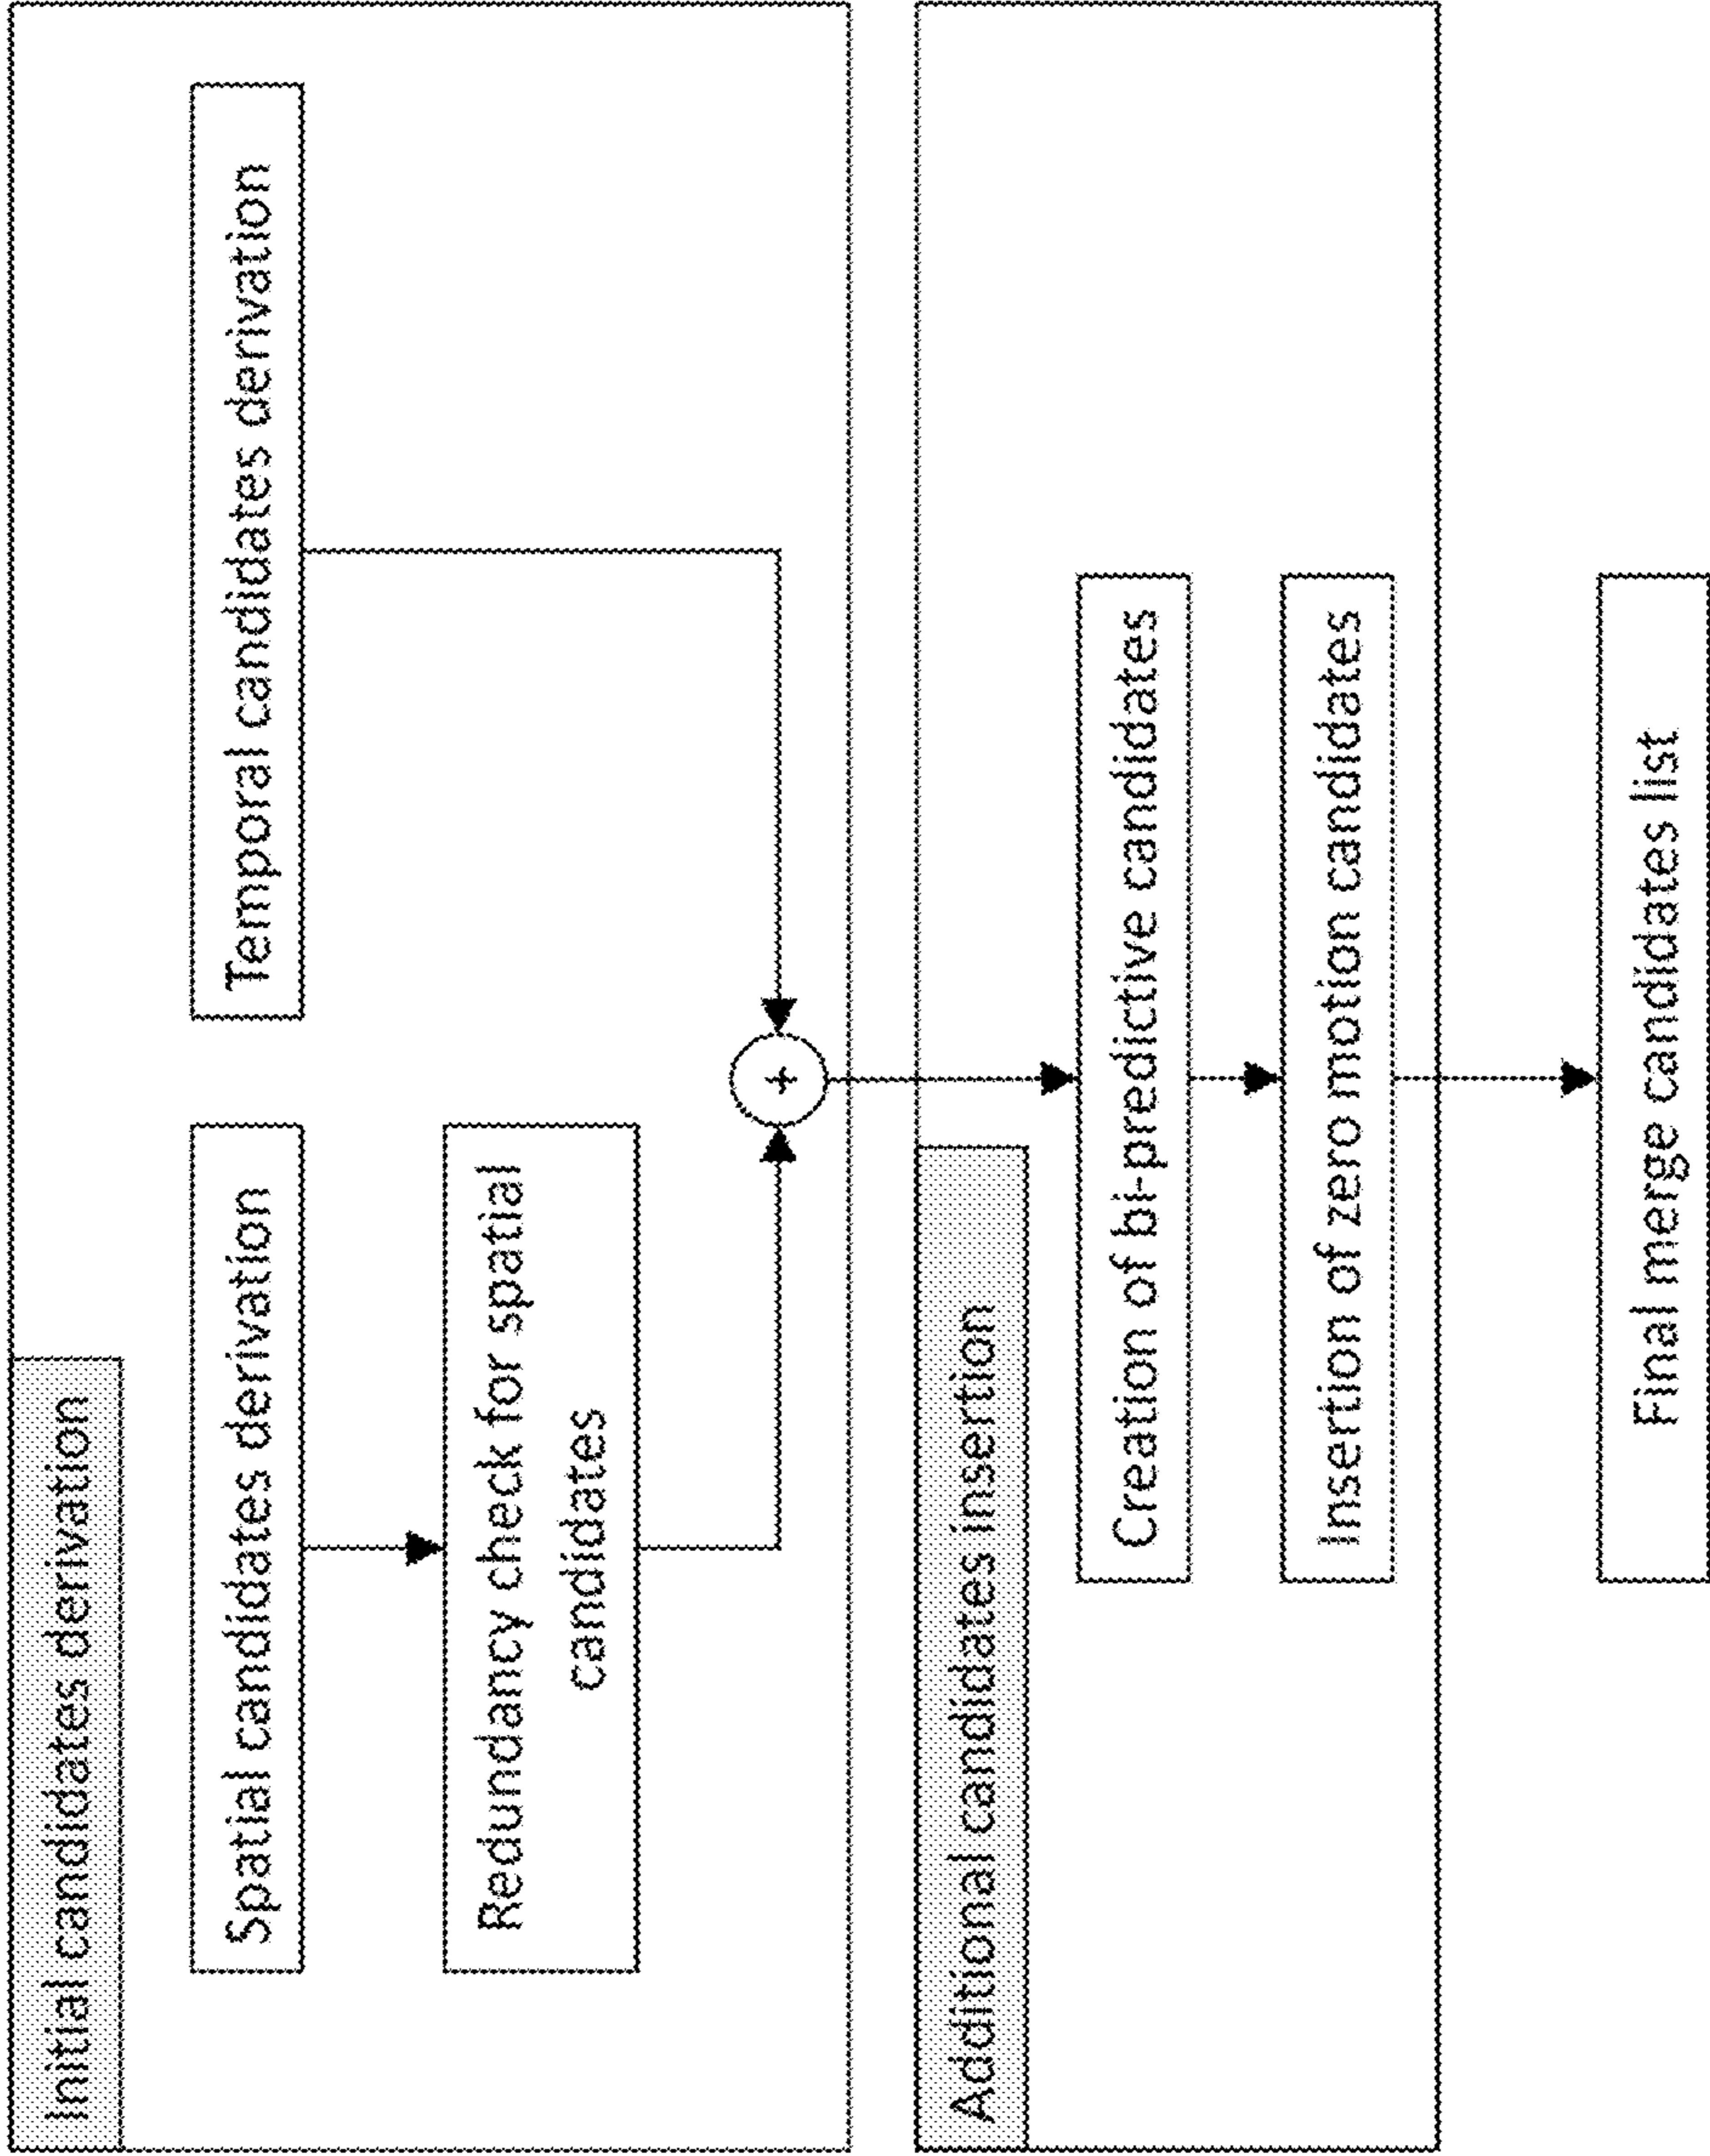 Initial candidates derivation
Spatial candidates derivation
Temporal candidates derivation
Redundancy check for spatial
candidates
+
Additional candidates insertion
Creation of bi-predictive candidates
Insertion of zero motion candidates
Final merge candidates list